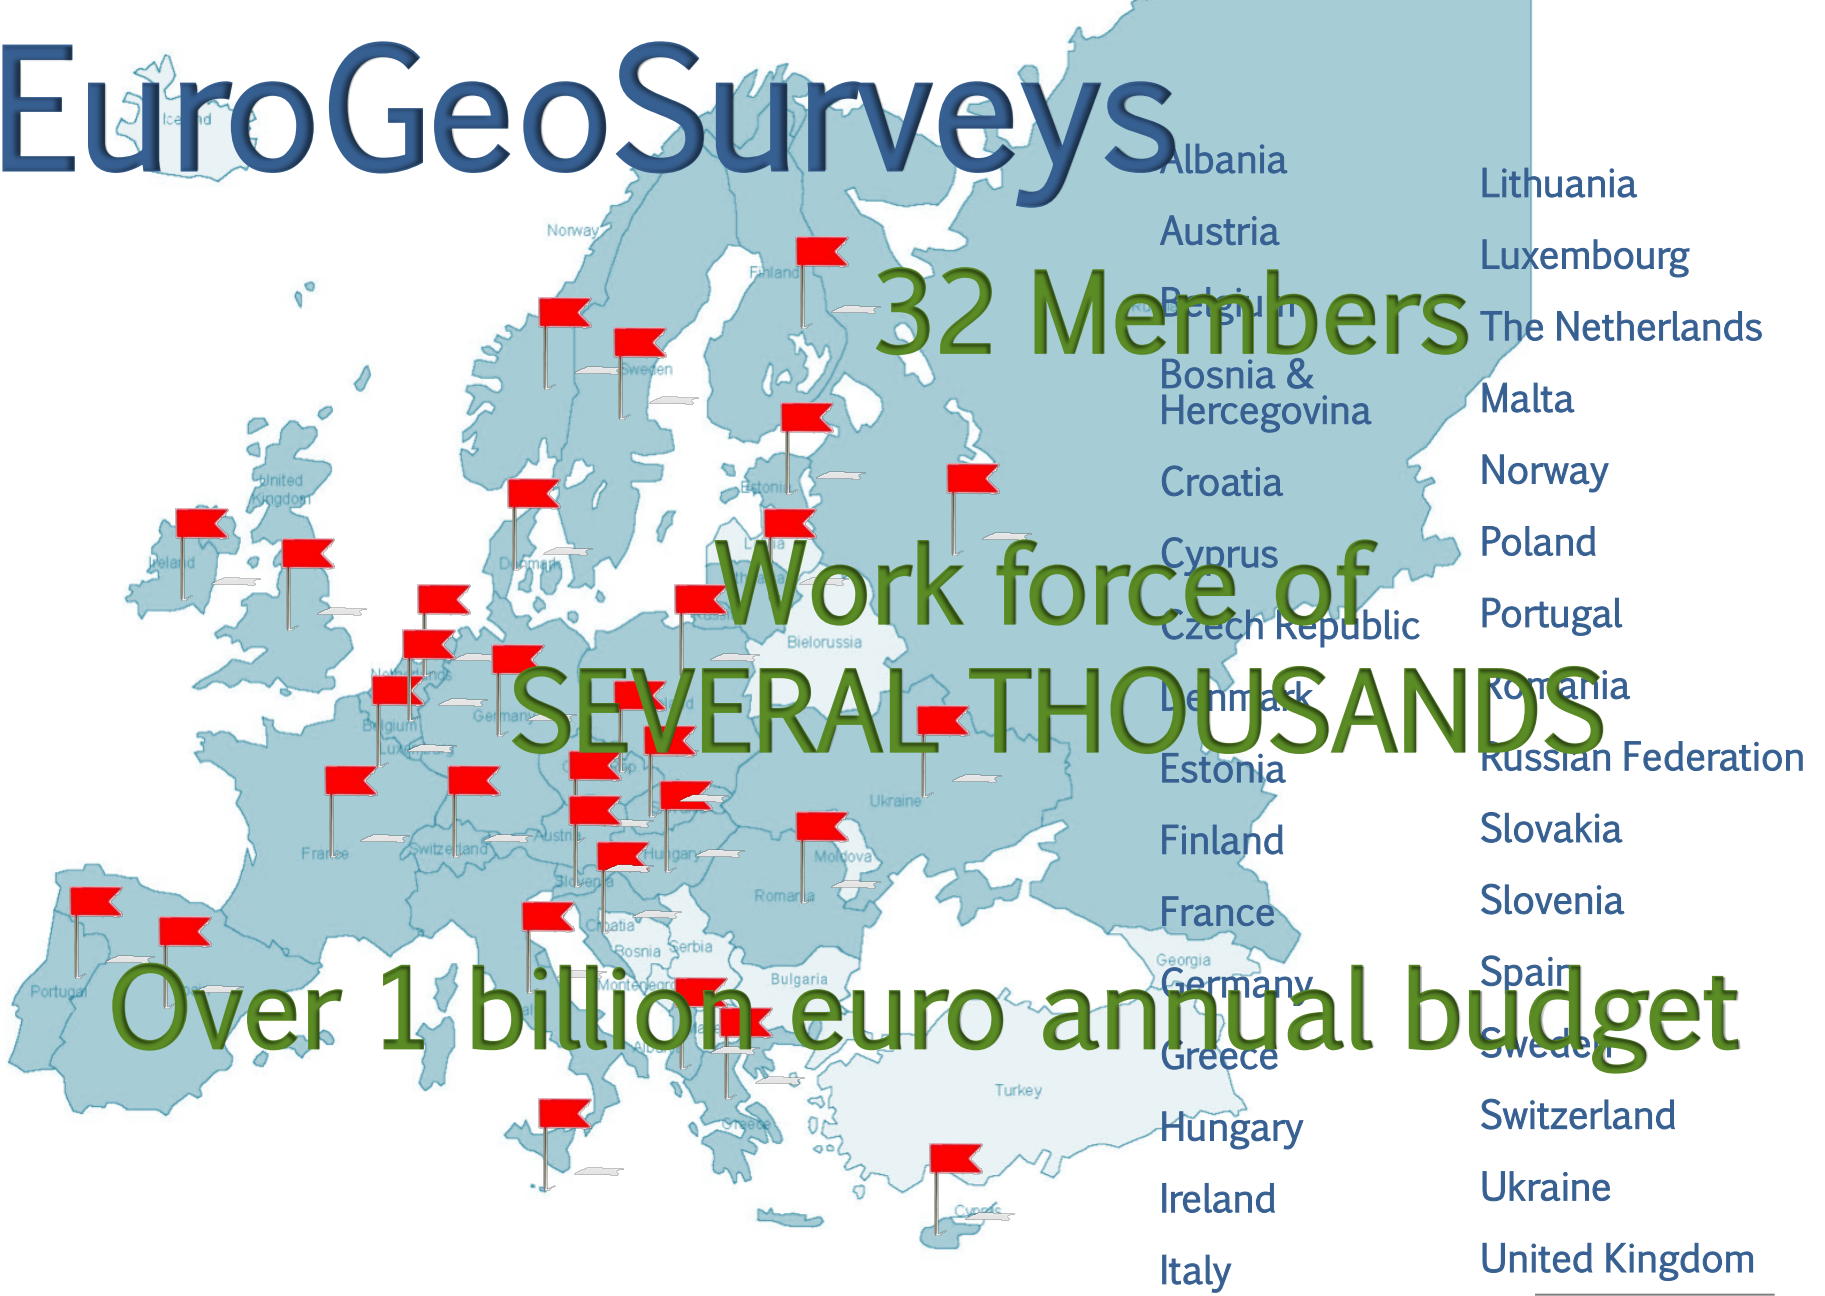 EuroGeoSurveys
32 Members
Work force of
SEVERAL THOUSANDS
Over 1 billion euro annual budget
Albania
Austria
Belgium
Bosnia &
Hercegovina
Croatia
Cyprus
Czech Republic
Denmark
Estonia
Finland
France
Germany
Greece
Hungary
Ireland
Italy
Lithuania
Luxembourg
The Netherlands
Malta
Norway
Poland
Portugal
Romania
Russian Federation
Slovakia
Slovenia
Spain
Sweden
Switzerland
Ukraine
United Kingdom
Iceland
Norway
Finland
Sweden
United
Kingdom
Estonia
Ireland
Denmark
Bielorussia
Netherlands
Belgium
Germany
Ukraine
France
Switzerland
Austria
Hungary
Moldova
Slovenia
Romania
Croatia
Bosnia
Serbia
Montenegro
Bulgaria
Georgia
Portugal
Turkey
Greece
Cyprus